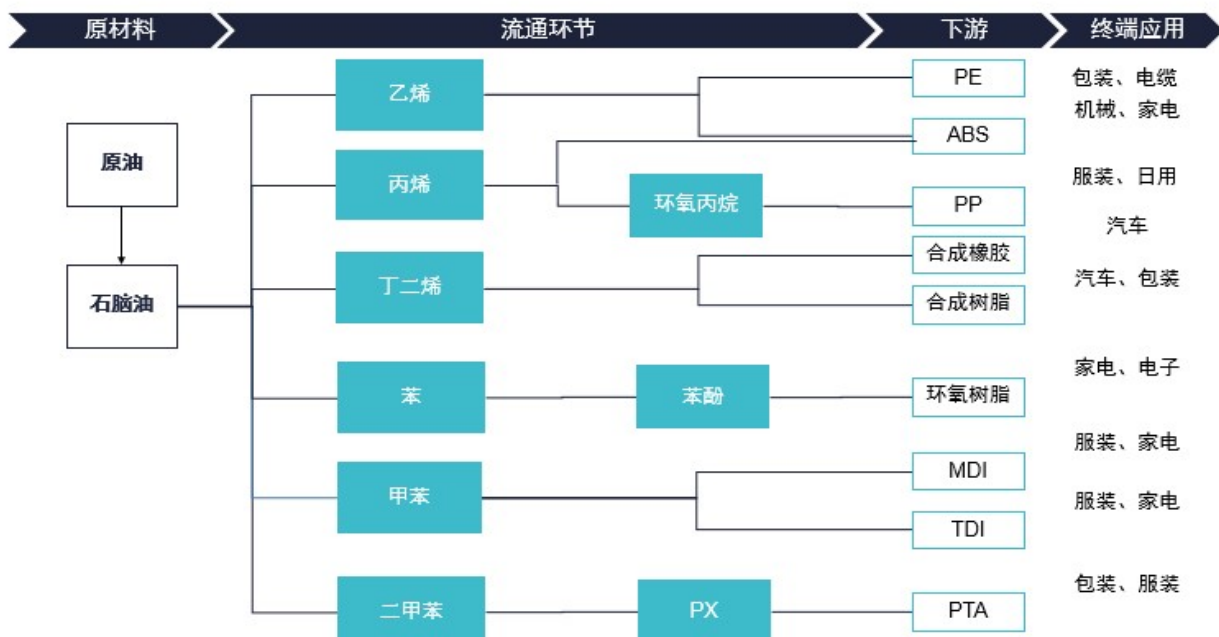 原材料
流通环节
下游
终端应用
原油
石脑油
乙烯
丙烯
环氧丙烷
丁二烯
苯
苯酚
甲苯
二甲苯
PX
PE
ABS
PP
合成橡胶
合成树脂
环氧树脂
MDI
TDI
PTA
包装、电缆
机械、家电
服装、日用
汽车
汽车、包装
家电、电子
服装、家电
服装、家电
包装、服装